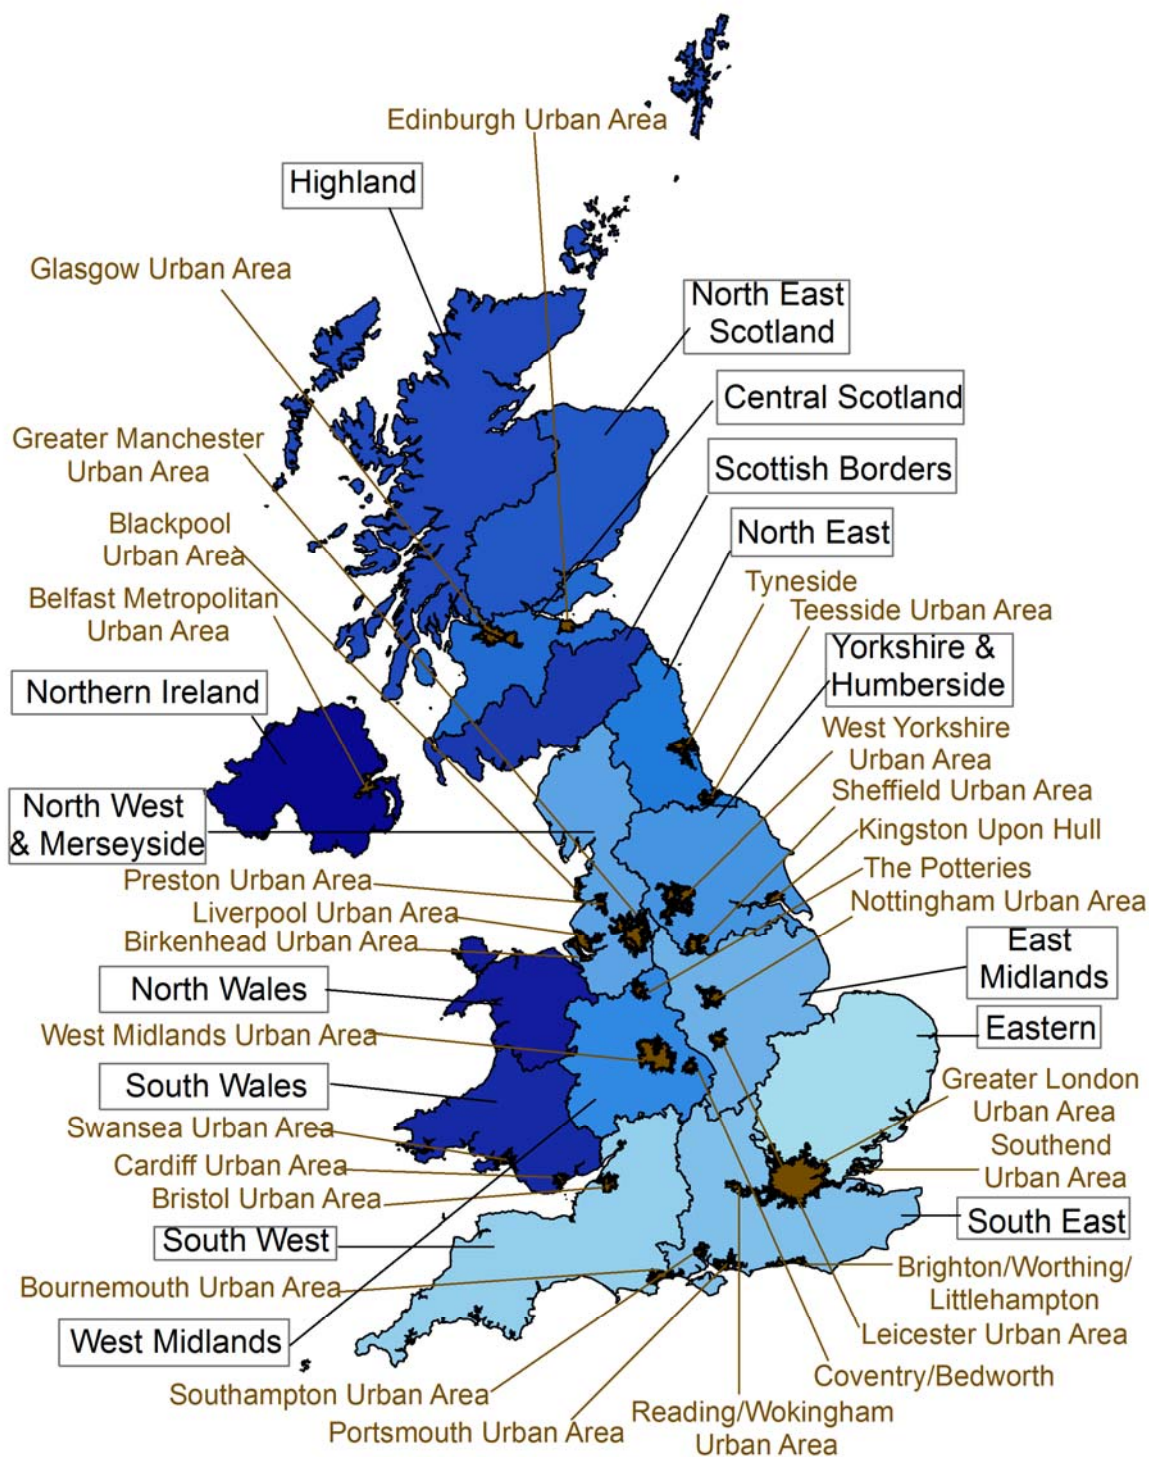 Edinburgh Urban Area
Highland
Glasgow Urban Area
North East
Scotland
Central Scotland
Greater Manchester
Urban Area
Scottish Borders
Blackpool
Urban Area
North East
Belfast Metropolitan
Urban Area
Tyneside
Teesside Urban Area
Yorkshire &
Humberside
Northern Ireland
West Yorkshire
Urban Area
North West
& Merseyside
Sheffield Urban Area
Kingston Upon Hull
The Potteries
Preston Urban Area
Nottingham Urban Area
Liverpool Urban Area
Birkenhead Urban Area
East
Midlands
North Wales
West Midlands Urban Area
Eastern
South Wales
Greater London
Urban Area
Swansea Urban Area
Southend
Urban Area
Cardiff Urban Area
Bristol Urban Area
South East
South West
Bournemouth Urban Area
Brighton/Worthing/
Littlehampton
West Midlands
Leicester Urban Area
Coventry/Bedworth
Southampton Urban Area
Portsmouth Urban Area
Reading/Wokingham
Urban Area